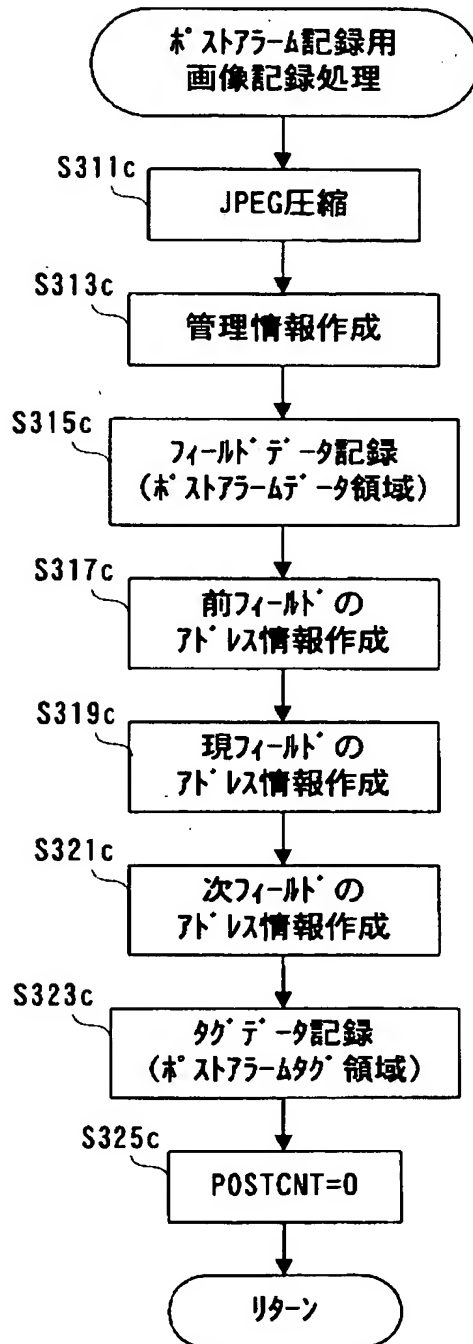 ﾎﾟｽﾄｱﾗｰﾑ記録用
画像記録処理
S311c
JPEG圧縮
S313c
管理情報作成
S315c
ﾌｨｰﾙﾄﾞﾃﾞｰﾀ記録
(ﾎﾟｽﾄｱﾗｰﾑﾃﾞｰﾀ領域)
S317c
前ﾌｨｰﾙﾄﾞの
ｱﾄﾞﾚｽ情報作成
S319c
現ﾌｨｰﾙﾄﾞの
ｱﾄﾞﾚｽ情報作成
S321c
次ﾌｨｰﾙﾄﾞの
ｱﾄﾞﾚｽ情報作成
S323c
ﾀｸﾞﾃﾞｰﾀ記録
(ﾎﾟｽﾄｱﾗｰﾑﾀｸﾞ領域)
S325c
POSTCNT=0
ﾘﾀｰﾝ